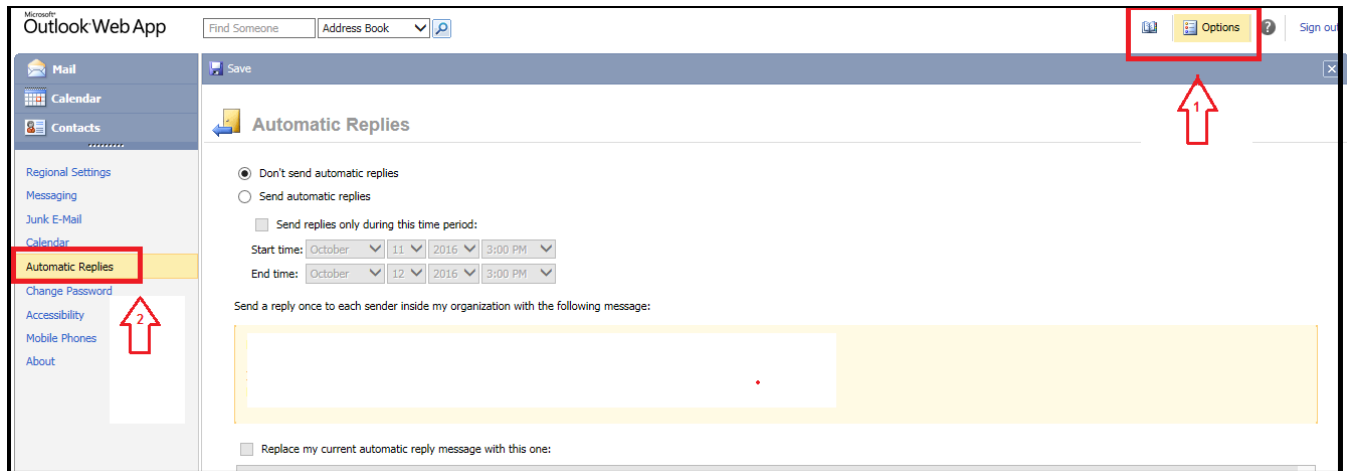 Microsoft®
Outlook Web App
Find Someone Address Book Options ? Sign out
1
Mail
Calendar
Contacts
Save
Automatic Replies
Regional Settings
Messaging
Junk E-Mail
Calendar
Automatic Replies
Change Password
Accessibility
Mobile Phones
About
2
Don't send automatic replies
Send automatic replies
Send replies only during this time period:
Start time: October 11 2016 3:00 PM
End time: October 12 2016 3:00 PM
Send a reply once to each sender inside my organization with the following message:
Replace my current automatic reply message with this one: